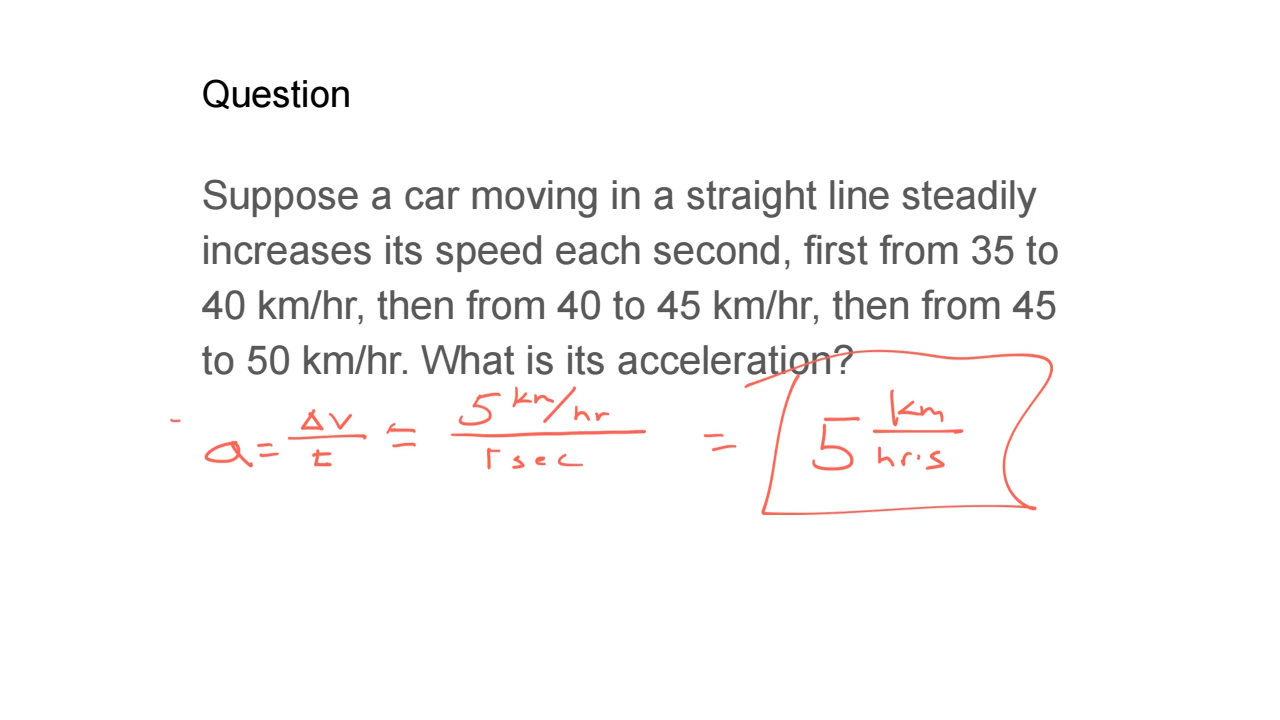 Question
Suppose a car moving in a straight line steadily
increases its speed each second, first from 35 to
40 km/hr, then from 40 to 45 km/hr, then from 45
to 50 km/hr. What is its acceleration?
a = Δv/t = 5 km/hr / 1 sec = 5 km/hr·s